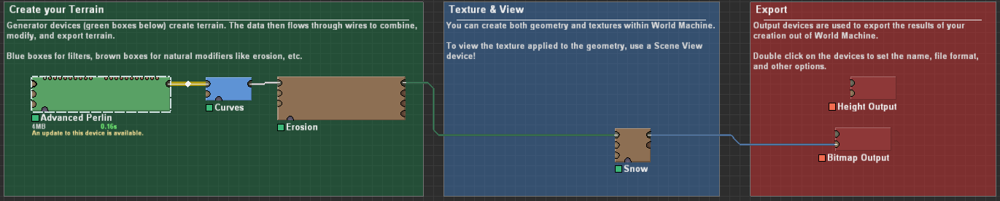 Create your Terrain
Generator devices (green boxes below) create terrain. The data then flows through wires to combine,
modify, and export terrain.
Blue boxes for filters, brown boxes for natural modifiers like erosion, etc.
Advanced Perlin
4MB 0.16s
An update to this device is available.
Curves
Erosion
Texture & View
You can create both geometry and textures within World Machine.
To view the texture applied to the geometry, use a Scene View
device!
Snow
Export
Output devices are used to export the results of your
creation out of World Machine.
Double click on the devices to set the name, file format,
and other options.
Height Output
Bitmap Output